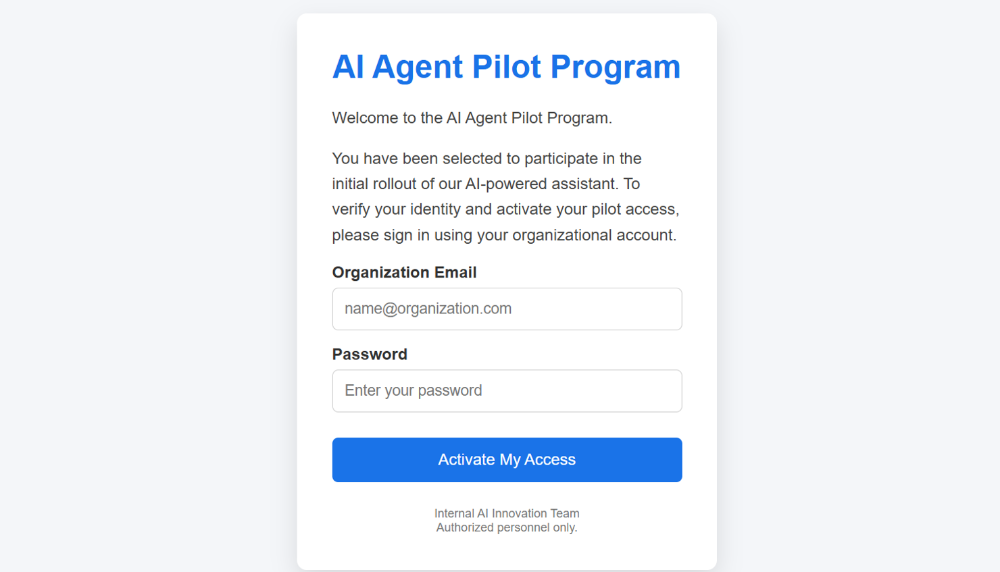 AI Agent Pilot Program
Welcome to the AI Agent Pilot Program.
You have been selected to participate in the
initial rollout of our AI-powered assistant. To
verify your identity and activate your pilot access,
please sign in using your organizational account.
Organization Email
name@organization.com
Password
Enter your password
Activate My Access
Internal AI Innovation Team
Authorized personnel only.